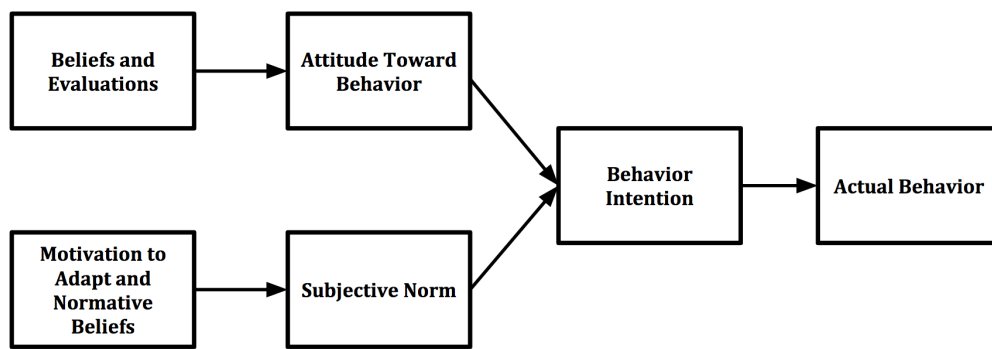 Beliefs and
Evaluations
Attitude Toward
Behavior
Behavior
Intention
Actual Behavior
Motivation to
Adapt and
Normative
Beliefs
Subjective Norm